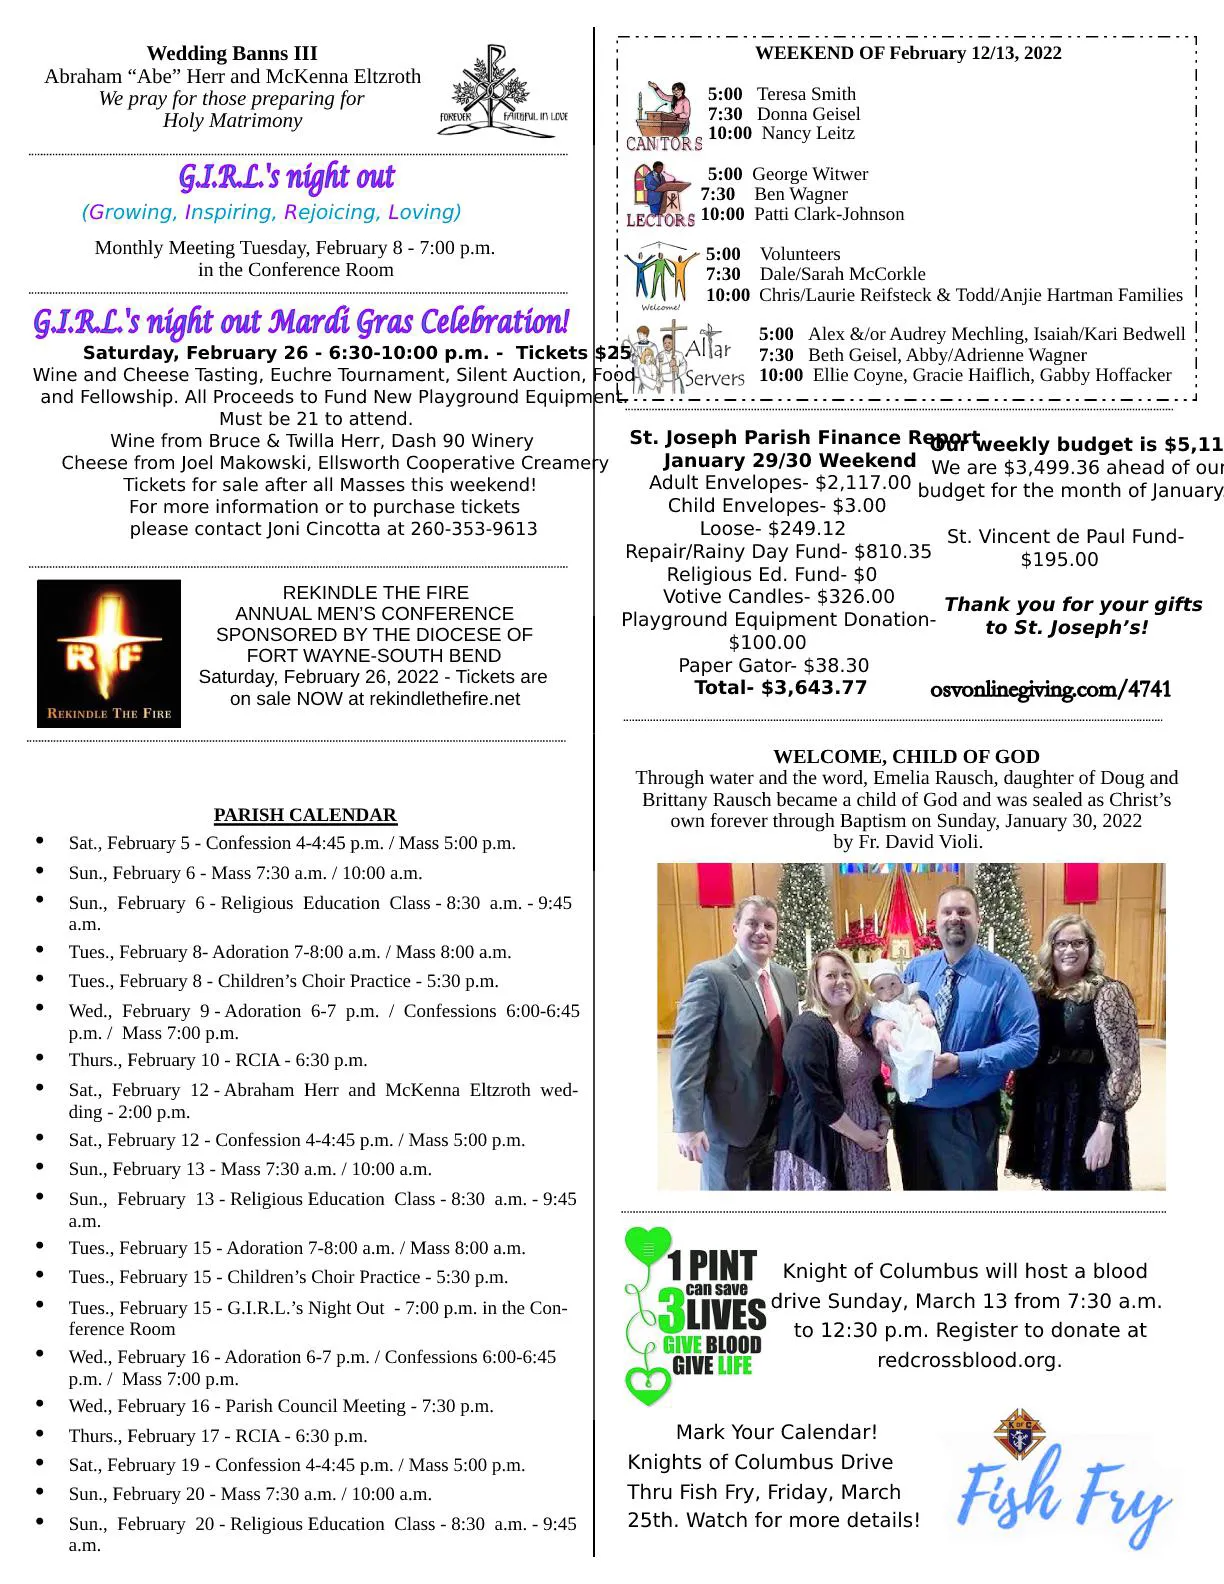 Wedding Banns III
Abraham “Abe” Herr and McKenna Eltzroth
We pray for those preparing for
Holy Matrimony
FOREVER FAITHFUL IN LOVE
G.I.R.L.'s night out
(Growing, Inspiring, Rejoicing, Loving)
Monthly Meeting Tuesday, February 8 - 7:00 p.m.
in the Conference Room
G.I.R.L.'s night out Mardi Gras Celebration!
Saturday, February 26 - 6:30-10:00 p.m. - Tickets $25
Wine and Cheese Tasting, Euchre Tournament, Silent Auction, Food
and Fellowship. All Proceeds to Fund New Playground Equipment.
Must be 21 to attend.
Wine from Bruce & Twilla Herr, Dash 90 Winery
Cheese from Joel Makowski, Ellsworth Cooperative Creamery
Tickets for sale after all Masses this weekend!
For more information or to purchase tickets
please contact Joni Cincotta at 260-353-9613
RF
REKINDLE THE FIRE
REKINDLE THE FIRE
ANNUAL MEN’S CONFERENCE
SPONSORED BY THE DIOCESE OF
FORT WAYNE-SOUTH BEND
Saturday, February 26, 2022 - Tickets are
on sale NOW at rekindlethefire.net
PARISH CALENDAR
• Sat., February 5 - Confession 4-4:45 p.m. / Mass 5:00 p.m.
• Sun., February 6 - Mass 7:30 a.m. / 10:00 a.m.
• Sun., February 6 - Religious Education Class - 8:30 a.m. - 9:45
a.m.
• Tues., February 8- Adoration 7-8:00 a.m. / Mass 8:00 a.m.
• Tues., February 8 - Children’s Choir Practice - 5:30 p.m.
• Wed., February 9 - Adoration 6-7 p.m. / Confessions 6:00-6:45
p.m. / Mass 7:00 p.m.
• Thurs., February 10 - RCIA - 6:30 p.m.
• Sat., February 12 - Abraham Herr and McKenna Eltzroth wed-
ding - 2:00 p.m.
• Sat., February 12 - Confession 4-4:45 p.m. / Mass 5:00 p.m.
• Sun., February 13 - Mass 7:30 a.m. / 10:00 a.m.
• Sun., February 13 - Religious Education Class - 8:30 a.m. - 9:45
a.m.
• Tues., February 15 - Adoration 7-8:00 a.m. / Mass 8:00 a.m.
• Tues., February 15 - Children’s Choir Practice - 5:30 p.m.
• Tues., February 15 - G.I.R.L.’s Night Out - 7:00 p.m. in the Con-
ference Room
• Wed., February 16 - Adoration 6-7 p.m. / Confessions 6:00-6:45
p.m. / Mass 7:00 p.m.
• Wed., February 16 - Parish Council Meeting - 7:30 p.m.
• Thurs., February 17 - RCIA - 6:30 p.m.
• Sat., February 19 - Confession 4-4:45 p.m. / Mass 5:00 p.m.
• Sun., February 20 - Mass 7:30 a.m. / 10:00 a.m.
• Sun., February 20 - Religious Education Class - 8:30 a.m. - 9:45
a.m.
WEEKEND OF February 12/13, 2022
CANTORS
5:00 Teresa Smith
7:30 Donna Geisel
10:00 Nancy Leitz
LECTORS
5:00 George Witwer
7:30 Ben Wagner
10:00 Patti Clark-Johnson
Welcome!
5:00 Volunteers
7:30 Dale/Sarah McCorkle
10:00 Chris/Laurie Reifsteck & Todd/Anjie Hartman Families
Altar
Servers
5:00 Alex &/or Audrey Mechling, Isaiah/Kari Bedwell
7:30 Beth Geisel, Abby/Adrienne Wagner
10:00 Ellie Coyne, Gracie Haiflich, Gabby Hoffacker
St. Joseph Parish Finance Report
January 29/30 Weekend
Adult Envelopes- $2,117.00
Child Envelopes- $3.00
Loose- $249.12
Repair/Rainy Day Fund- $810.35
Religious Ed. Fund- $0
Votive Candles- $326.00
Playground Equipment Donation-
$100.00
Paper Gator- $38.30
Total- $3,643.77
Our weekly budget is $5,11
We are $3,499.36 ahead of our
budget for the month of January.
St. Vincent de Paul Fund-
$195.00
Thank you for your gifts
to St. Joseph’s!
osvonlinegiving.com/4741
WELCOME, CHILD OF GOD
Through water and the word, Emelia Rausch, daughter of Doug and
Brittany Rausch became a child of God and was sealed as Christ’s
own forever through Baptism on Sunday, January 30, 2022
by Fr. David Violi.
1 PINT
can save
3 LIVES
GIVE BLOOD
GIVE LIFE
Knight of Columbus will host a blood
drive Sunday, March 13 from 7:30 a.m.
to 12:30 p.m. Register to donate at
redcrossblood.org.
Mark Your Calendar!
Knights of Columbus Drive
Thru Fish Fry, Friday, March
25th. Watch for more details!
K OF C
Fish Fry